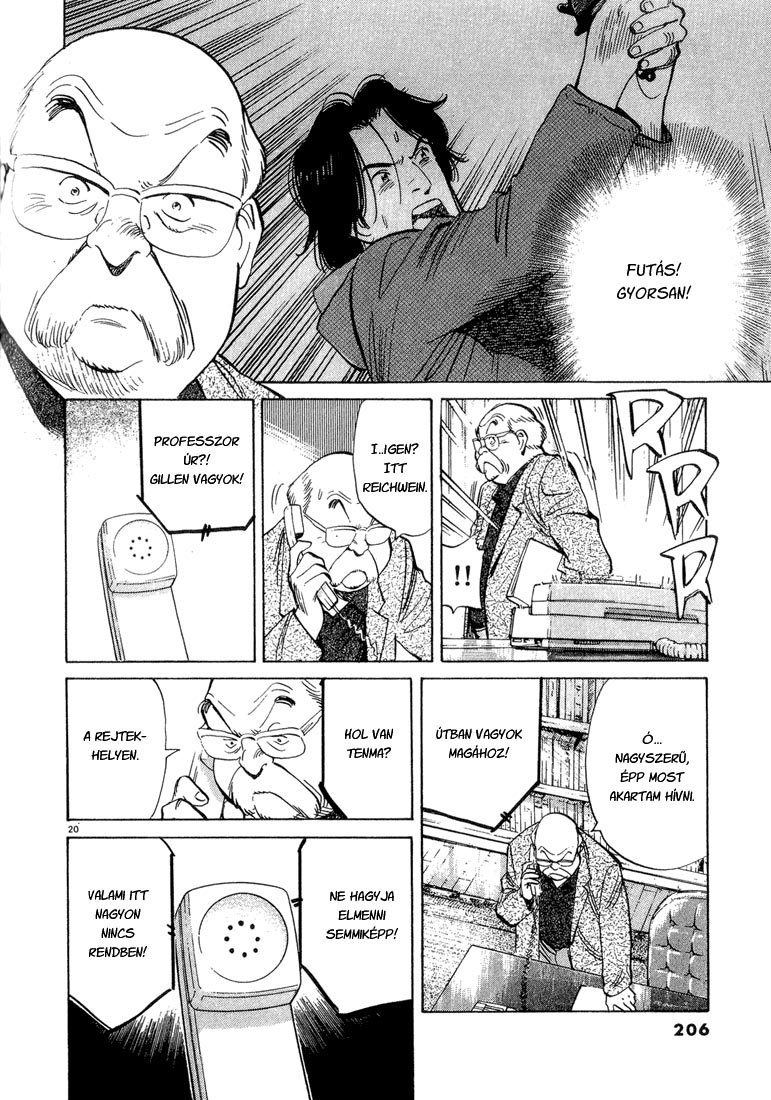 FUTÁS!
GYORSAN!
RRR
!!
I..IGEN?
ITT
REICHWEIN.
PROFESSZOR
ÚR?!
GILLEN VAGYOK!
Ó...
NAGYSZERŰ,
ÉPP MOST
AKARTAM HÍVNI.
ÚTBAN VAGYOK
MAGÁHOZ!
HOL VAN
TENMA?
A REJTEK-
HELYEN.
20
NE HAGYJA
ELMENNI
SEMMIKÉPP!
VALAMI ITT
NAGYON
NINCS
RENDBEN!
206